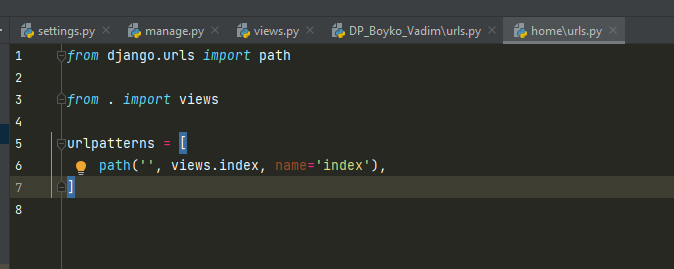 settings.py manage.py views.py DP_Boyko_Vadim\urls.py home\urls.py
1 from django.urls import path
2
3 from . import views
4
5 urlpatterns = [
6 path('', views.index, name='index'),
7 ]
8